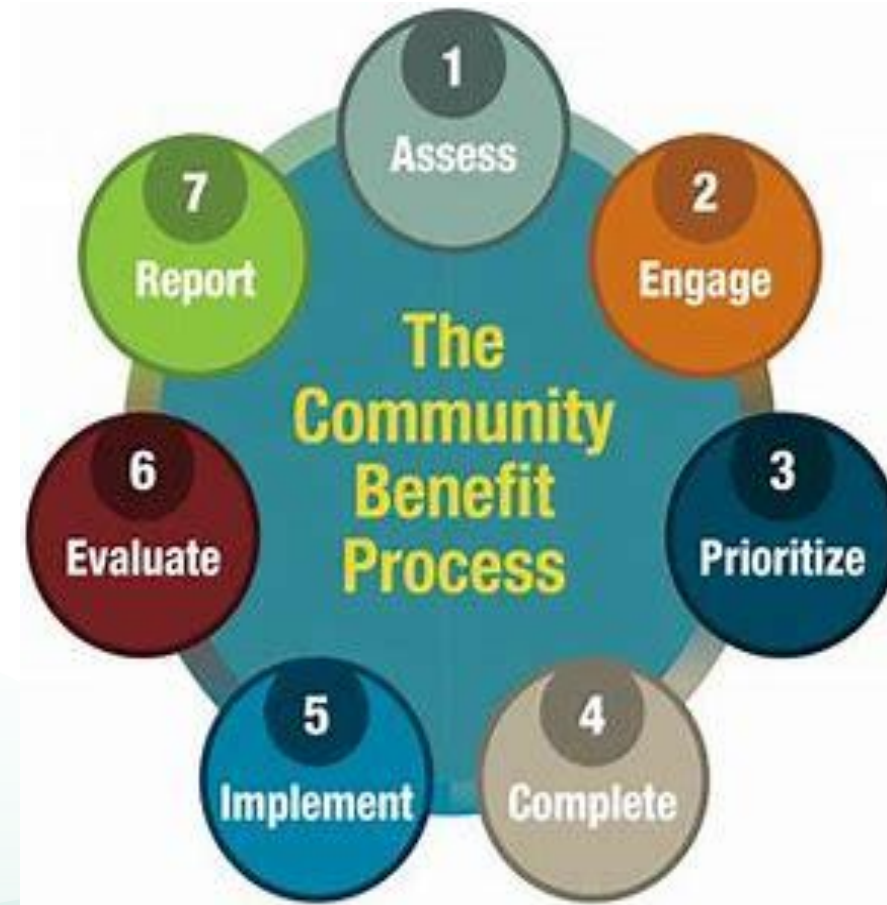 The
Community
Benefit
Process
1
Assess
2
Engage
3
Prioritize
4
Complete
5
Implement
6
Evaluate
7
Report